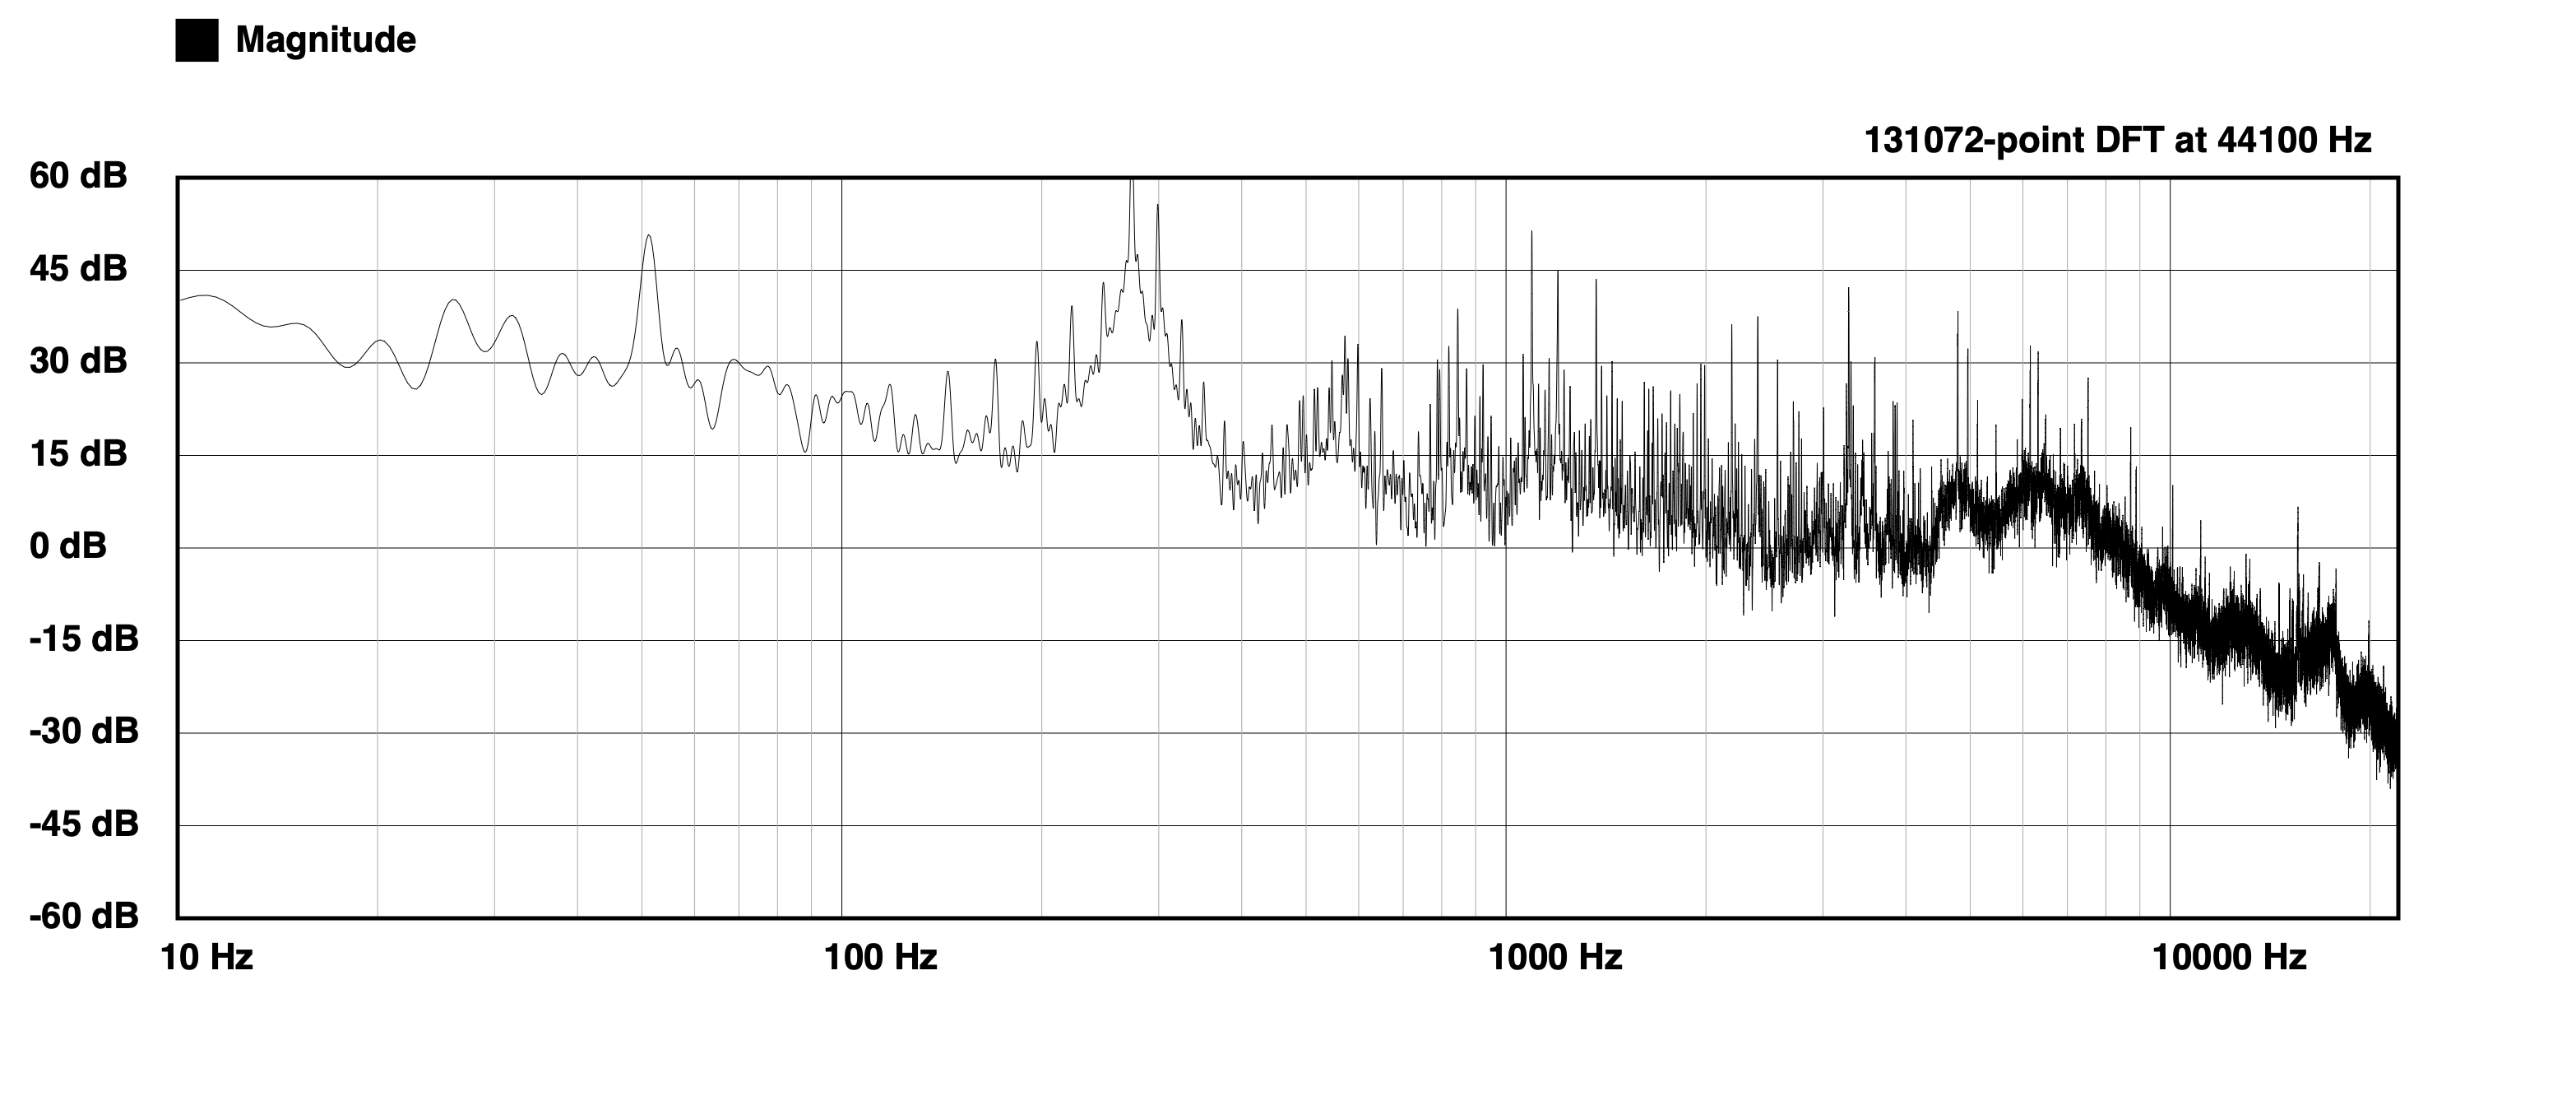 Magnitude
131072-point DFT at 44100 Hz
60 dB
45 dB
30 dB
15 dB
0 dB
-15 dB
-30 dB
-45 dB
-60 dB
10 Hz 100 Hz 1000 Hz 10000 Hz